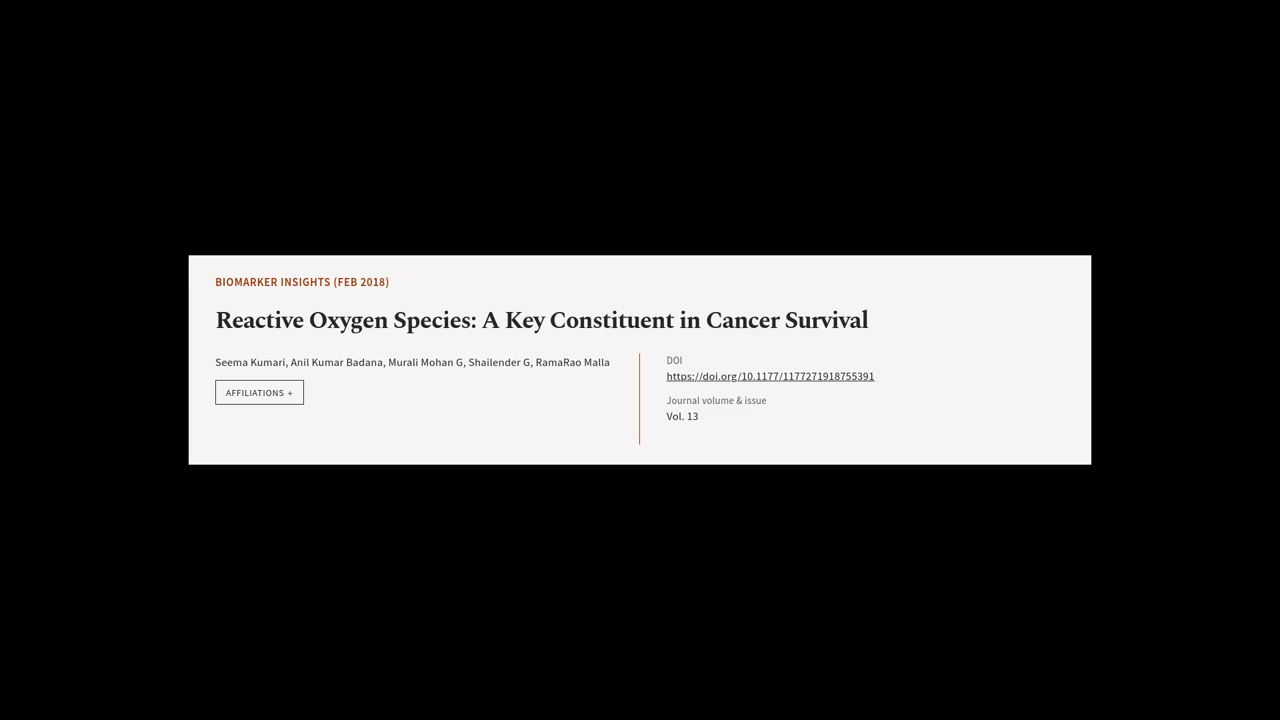 BIOMARKER INSIGHTS (FEB 2018)
Reactive Oxygen Species: A Key Constituent in Cancer Survival
Seema Kumari, Anil Kumar Badana, Murali Mohan G, Shailender G, RamaRao Malla
AFFILIATIONS +
DOI
https://doi.org/10.1177/1177271918755391
Journal volume & issue
Vol. 13